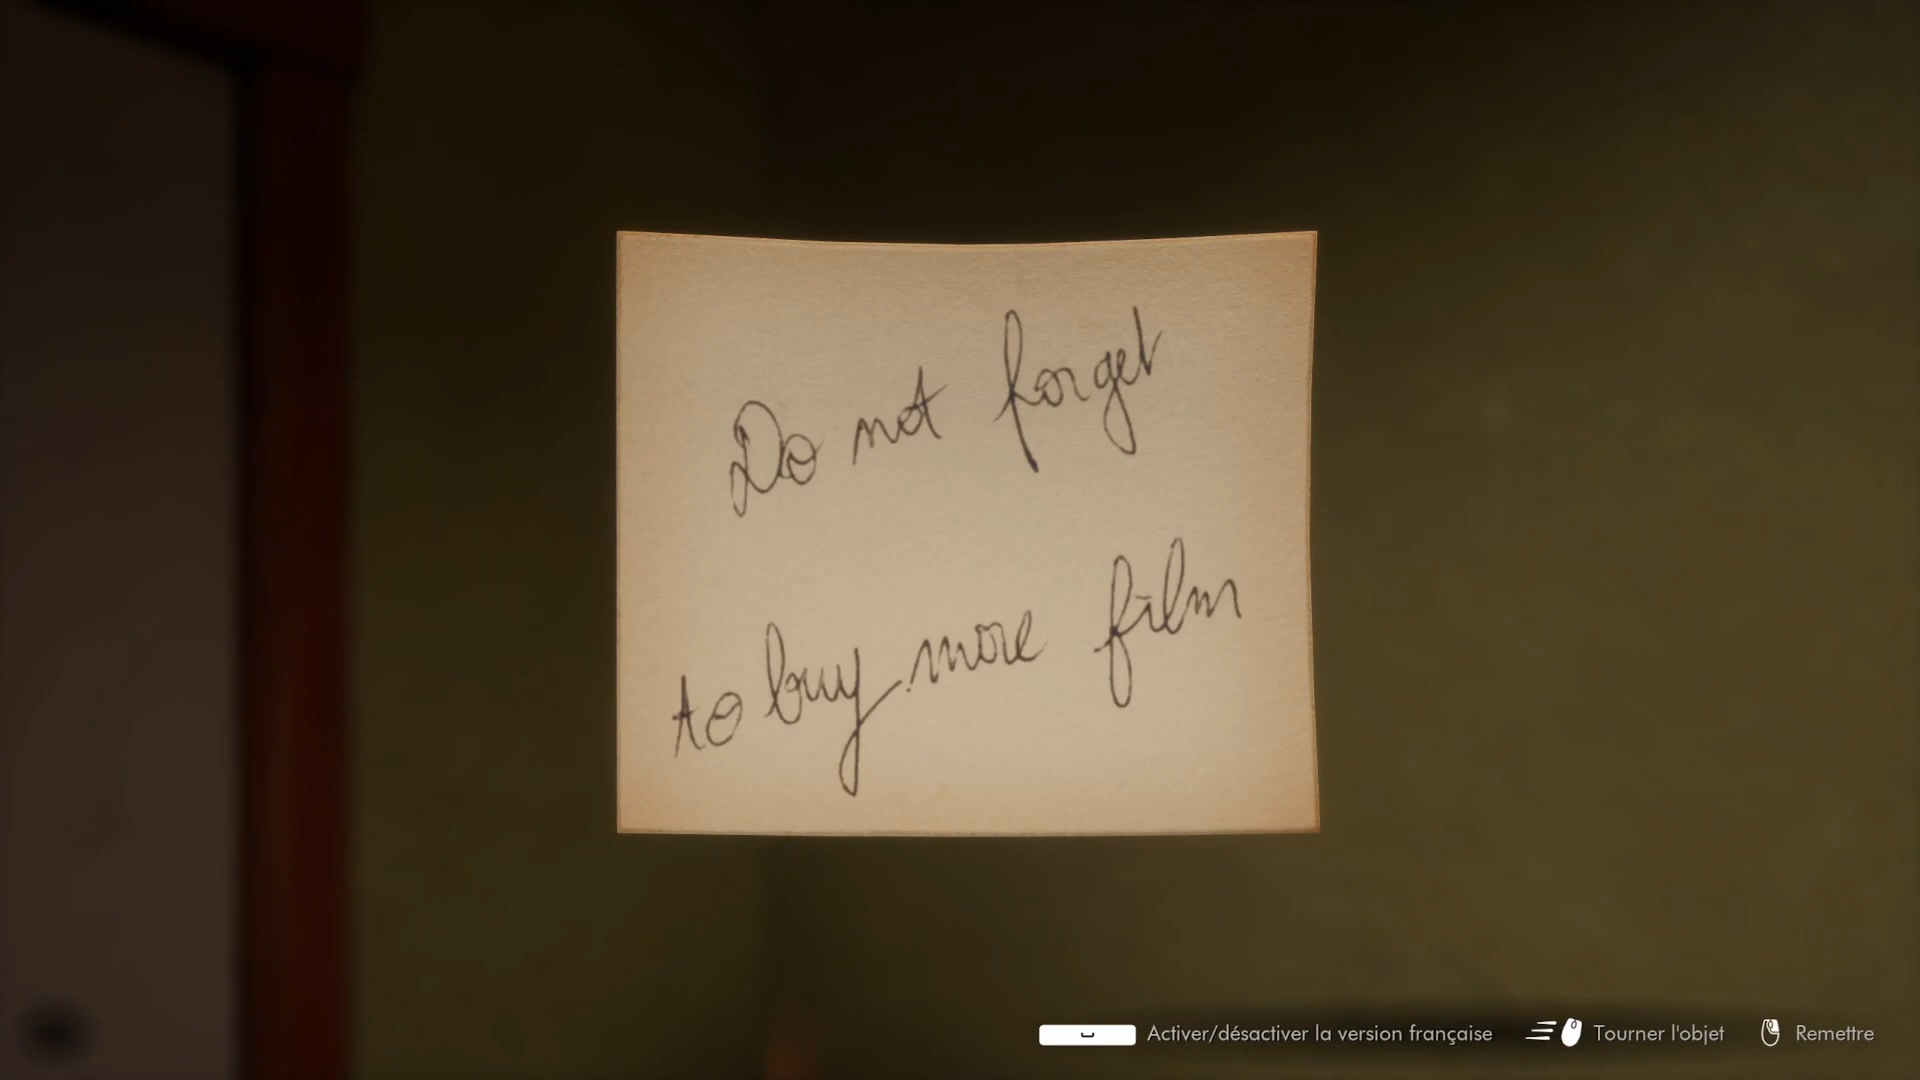 Do not forget
to buy more film
Activer/désactiver la version française
Tourner l'objet
Remettre